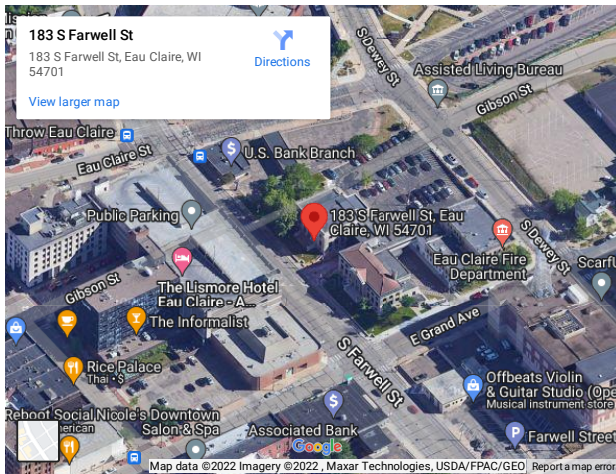 183 S Farwell St
183 S Farwell St, Eau Claire, WI
54701
Directions
View larger map
S Dewey St
Assisted Living Bureau
Gibson St
Throw Eau Claire
Eau Claire St
U.S. Bank Branch
Public Parking
183 S Farwell St, Eau
Claire, WI 54701
S Dewey St
Eau Claire Fire
Department
Scarfu
The Lismore Hotel
Eau Claire - A...
Gibson St
The Informalist
E Grand Ave
Rice Palace
Thai • $
S Farwell St
Offbeats Violin
& Guitar Studio (Ope
Musical instrument store
Reboot Social
erican
Nicole's Downtown
Salon & Spa
Associated Bank
Farwell Street
Google
Map data ©2022 Imagery ©2022 , Maxar Technologies, USDA/FPAC/GEO
Report a map error